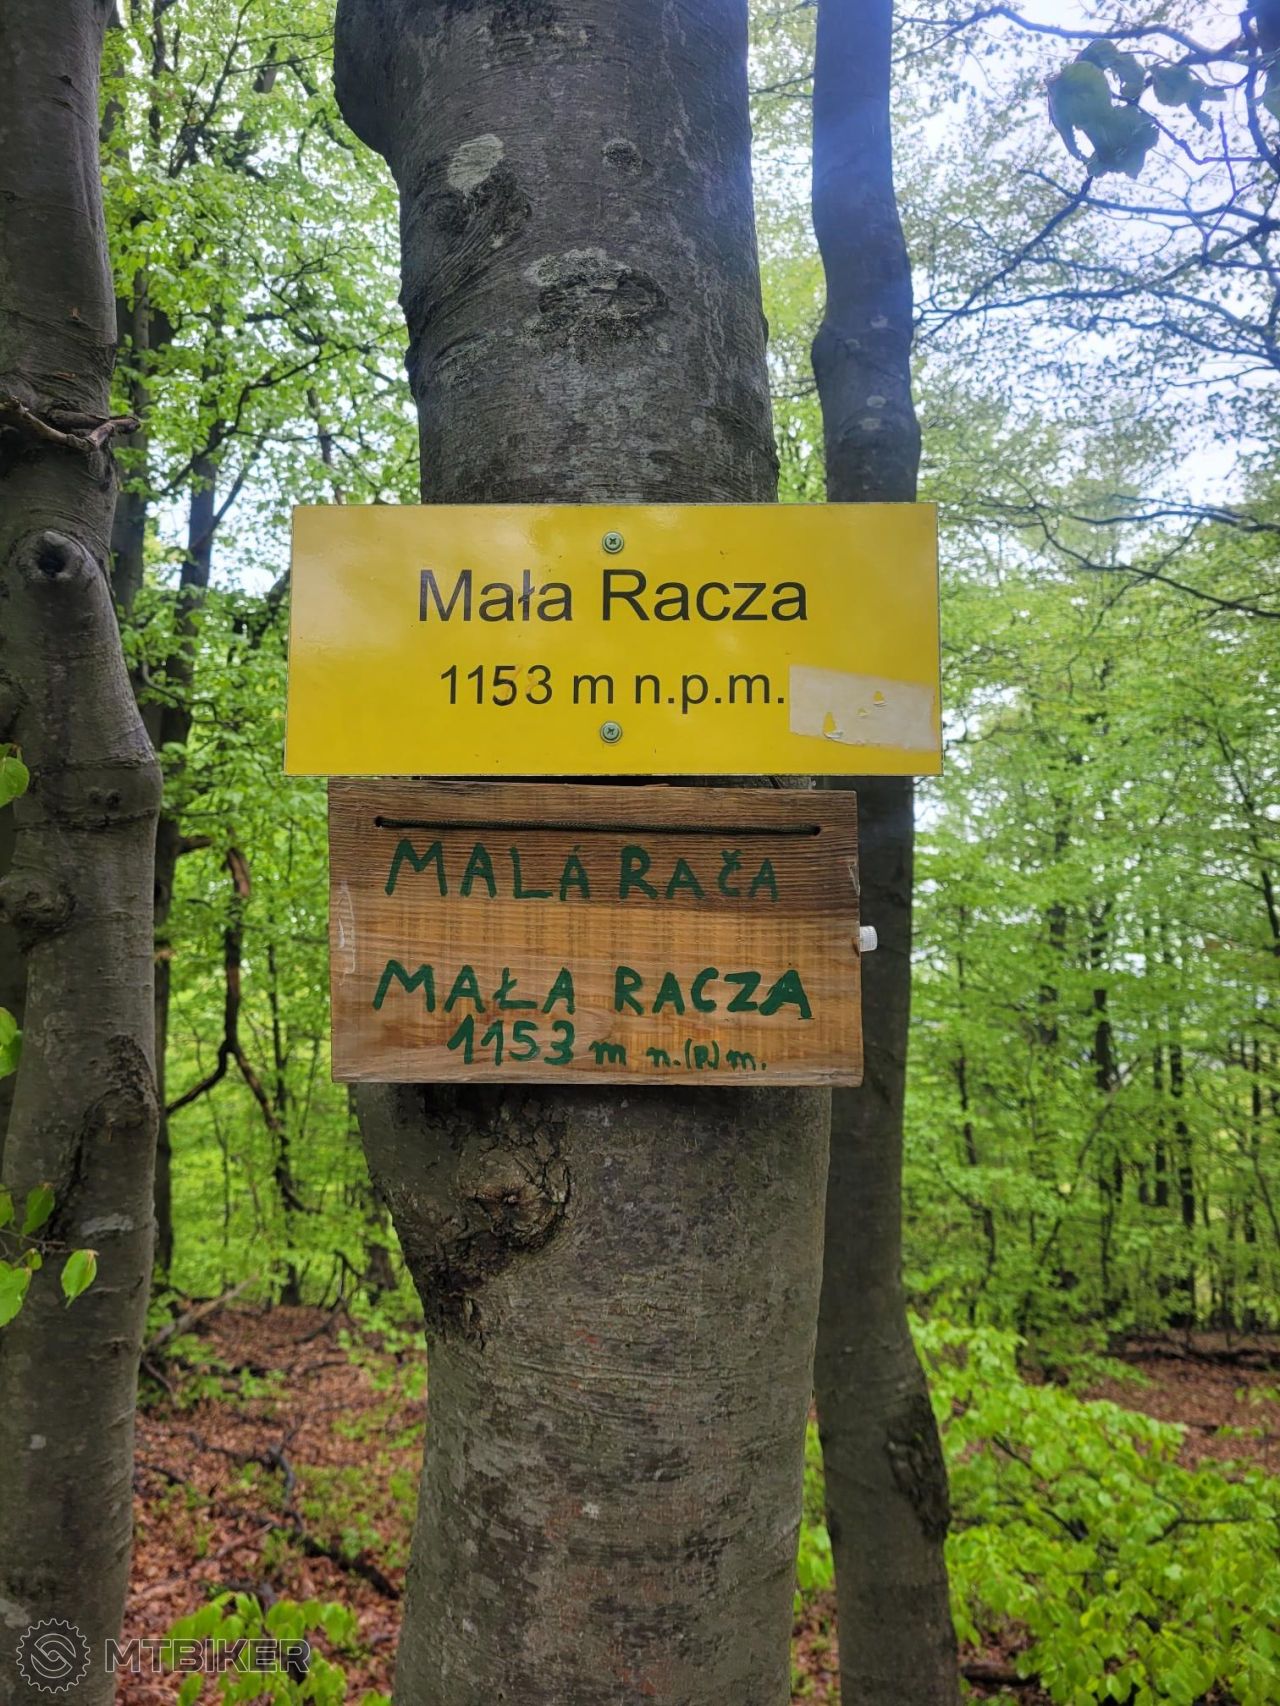 Mała Racza
1153 m n.p.m.
MALÁ RAČA
MAŁA RACZA
1153 m n.(p.)m.
MTBIKER